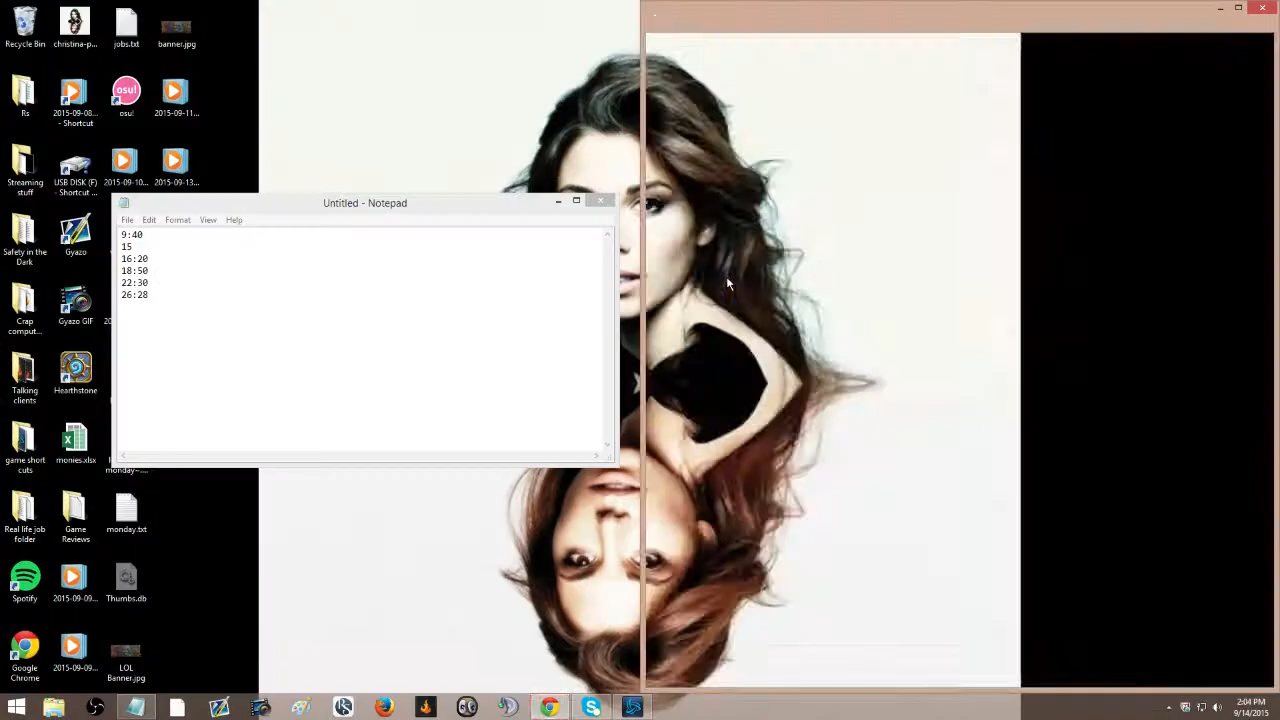 Recycle Bin
christina-p...
jobs.txt
banner.jpg
Rs
2015-09-08... - Shortcut
osu!
osu!
2015-09-11...
Streaming stuff
USB DISK (F) - Shortcut ...
2015-09-10...
2015-09-13...
Untitled - Notepad
File Edit Format View Help
9:40
15
16:20
18:50
22:30
26:28
Safety in the Dark
Gyazo
Crap comput...
Gyazo GIF
Talking clients
Hearthstone
game short cuts
monies.xlsx
monday~...
Real life job folder
Game Reviews
monday.txt
Spotify
2015-09-09...
Thumbs.db
Google Chrome
2015-09-09...
LOL Banner.jpg
2:04 PM
9/14/2015